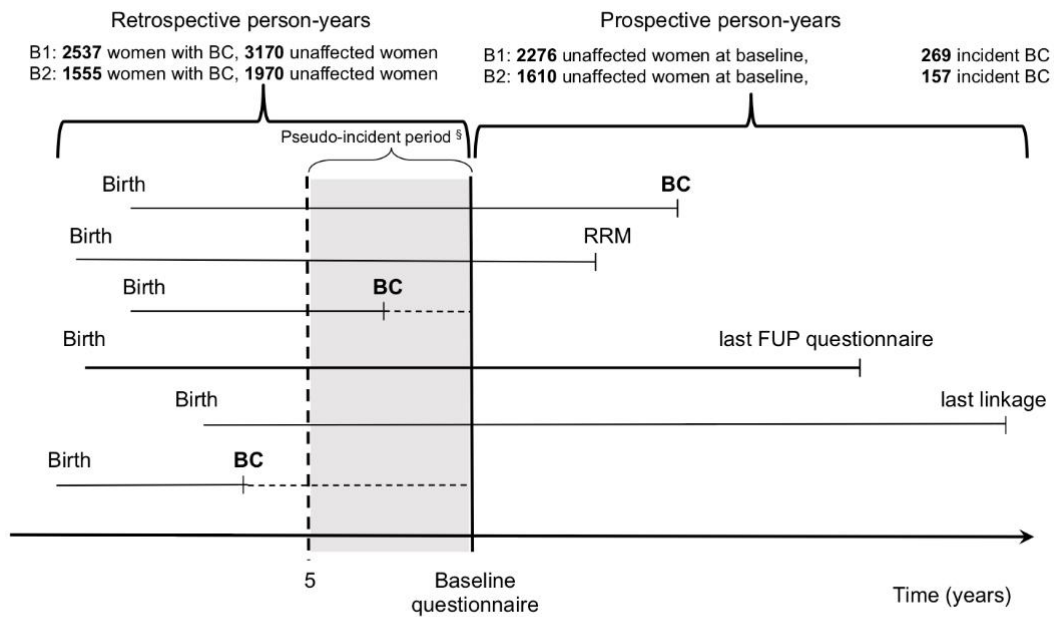 Retrospective person-years
B1: 2537 women with BC, 3170 unaffected women
B2: 1555 women with BC, 1970 unaffected women
Prospective person-years
B1: 2276 unaffected women at baseline, 269 incident BC
B2: 1610 unaffected women at baseline, 157 incident BC
Pseudo-incident period §
Birth
BC
Birth
RRM
Birth
BC
Birth
last FUP questionnaire
Birth
last linkage
Birth
BC
5
Baseline
questionnaire
Time (years)